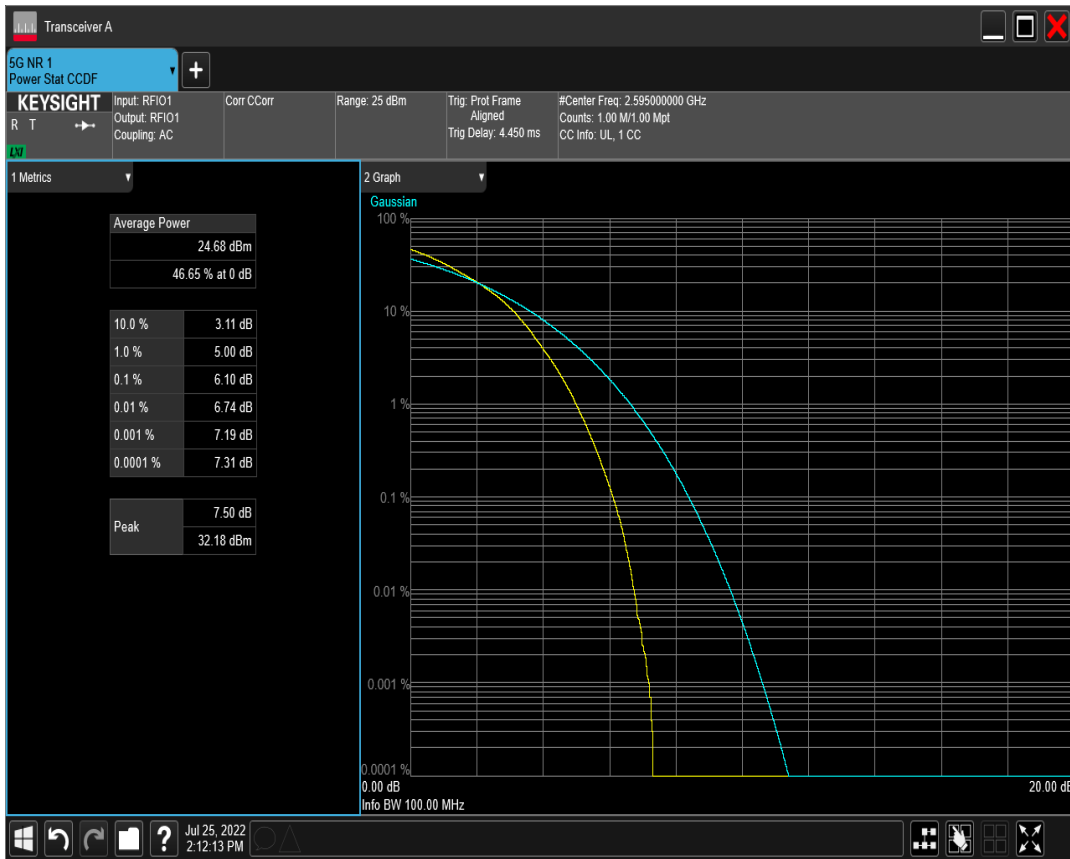 Transceiver A
5G NR 1
Power Stat CCDF
+
KEYSIGHT
R T
LXI
Input: RFIO1
Output: RFIO1
Coupling: AC
Corr CCorr
Range: 25 dBm
Trig: Prot Frame
Aligned
Trig Delay: 4.450 ms
#Center Freq: 2.595000000 GHz
Counts: 1.00 M/1.00 Mpt
CC Info: UL, 1 CC
1 Metrics
Average Power
24.68 dBm
46.65 % at 0 dB
10.0 % 3.11 dB
1.0 % 5.00 dB
0.1 % 6.10 dB
0.01 % 6.74 dB
0.001 % 7.19 dB
0.0001 % 7.31 dB
Peak
7.50 dB
32.18 dBm
2 Graph
Gaussian
100 %
10 %
1 %
0.1 %
0.01 %
0.001 %
0.0001 %
0.00 dB
20.00 dB
Info BW 100.00 MHz
?
Jul 25, 2022
2:12:13 PM